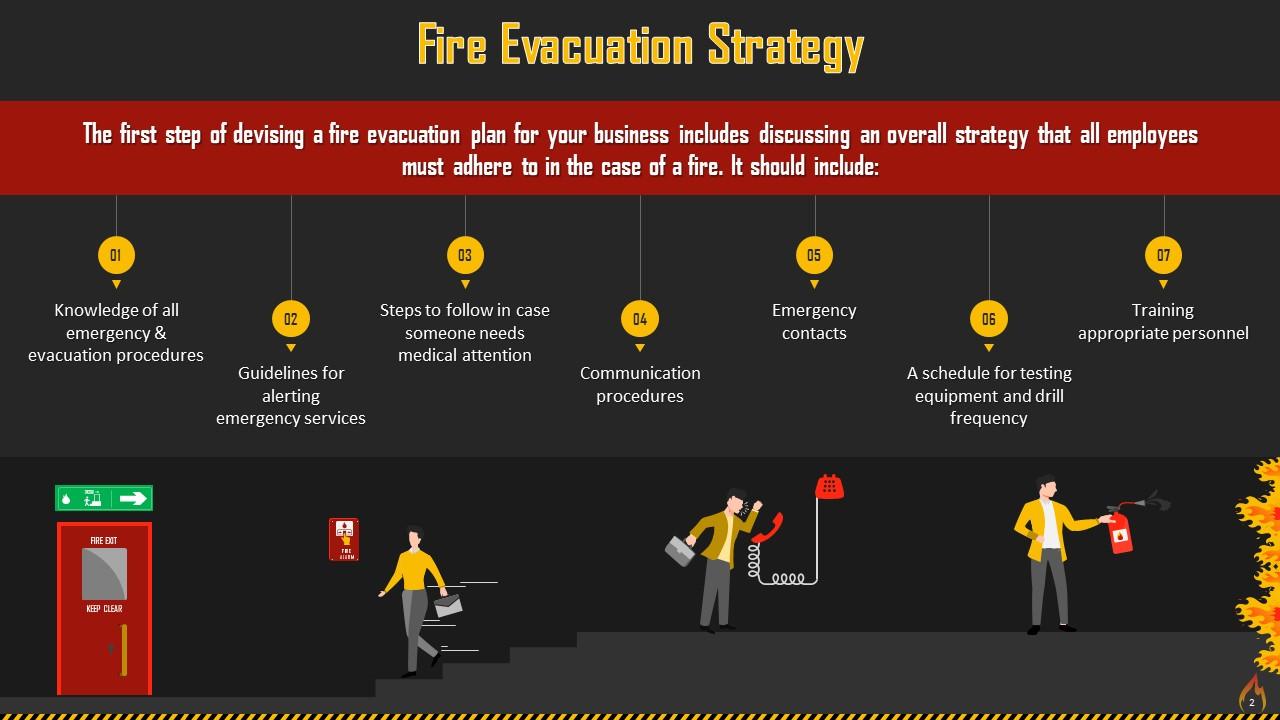 Fire Evacuation Strategy
The first step of devising a fire evacuation plan for your business includes discussing an overall strategy that all employees
must adhere to in the case of a fire. It should include:
01
Knowledge of all
emergency &
evacuation procedures
02
Guidelines for
alerting
emergency services
03
Steps to follow in case
someone needs
medical attention
04
Communication
procedures
05
Emergency
contacts
06
A schedule for testing
equipment and drill
frequency
07
Training
appropriate personnel
FIRE EXIT
KEEP CLEAR
FIRE
ALARM
2